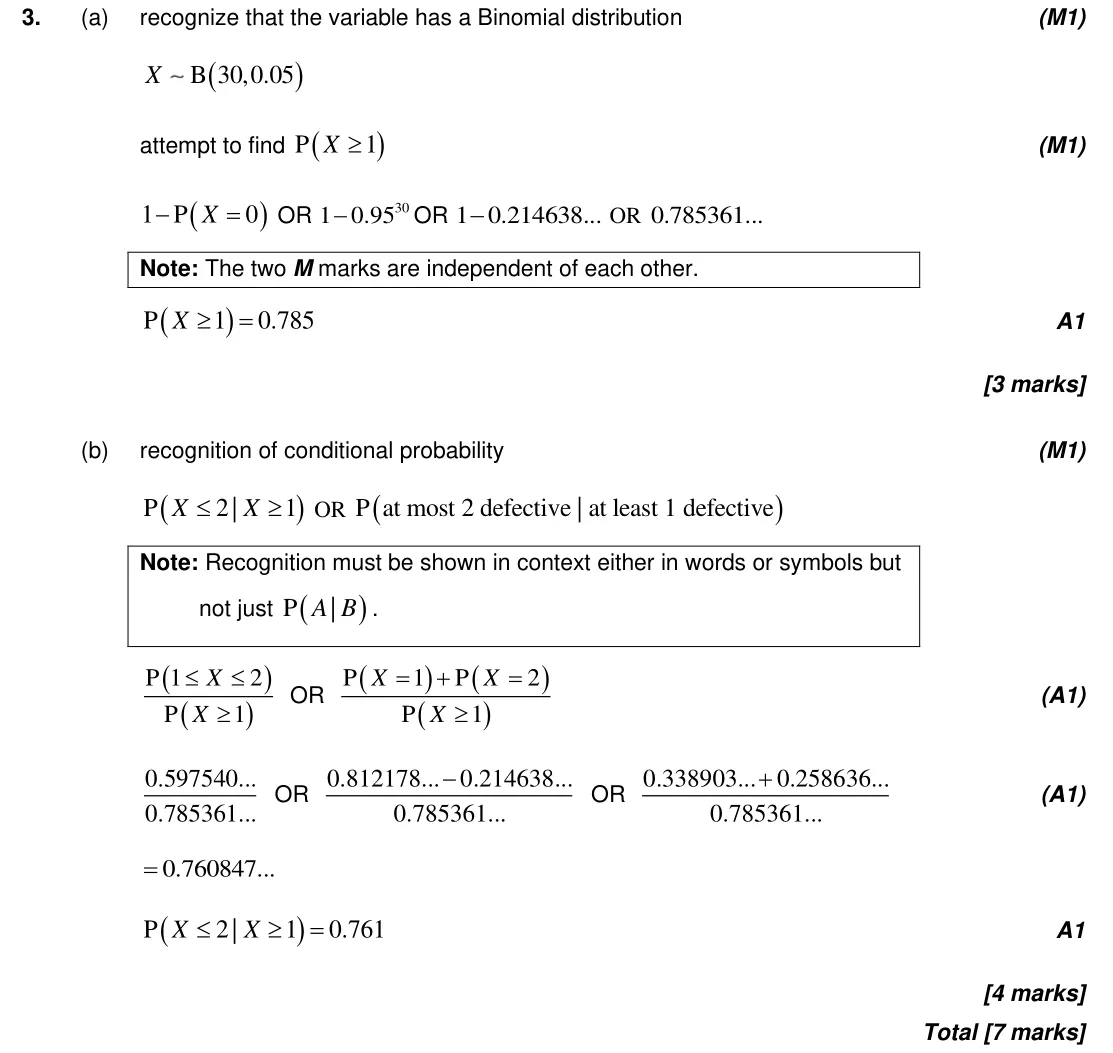 3. (a) recognize that the variable has a Binomial distribution (M1)
X ~ B(30,0.05)
attempt to find P(X ≥ 1) (M1)
1−P(X = 0) OR 1−0.95³⁰ OR 1−0.214638... OR 0.785361...
Note: The two M marks are independent of each other.
P(X ≥ 1) = 0.785 A1
[3 marks]
(b) recognition of conditional probability (M1)
P(X ≤ 2 | X ≥ 1) OR P(at most 2 defective | at least 1 defective)
Note: Recognition must be shown in context either in words or symbols but
not just P(A | B).
P(1 ≤ X ≤ 2) / P(X ≥ 1) OR P(X = 1)+P(X = 2) / P(X ≥ 1) (A1)
0.597540... / 0.785361... OR 0.812178...−0.214638... / 0.785361... OR 0.338903...+0.258636... / 0.785361... (A1)
= 0.760847...
P(X ≤ 2 | X ≥ 1) = 0.761 A1
[4 marks]
Total [7 marks]